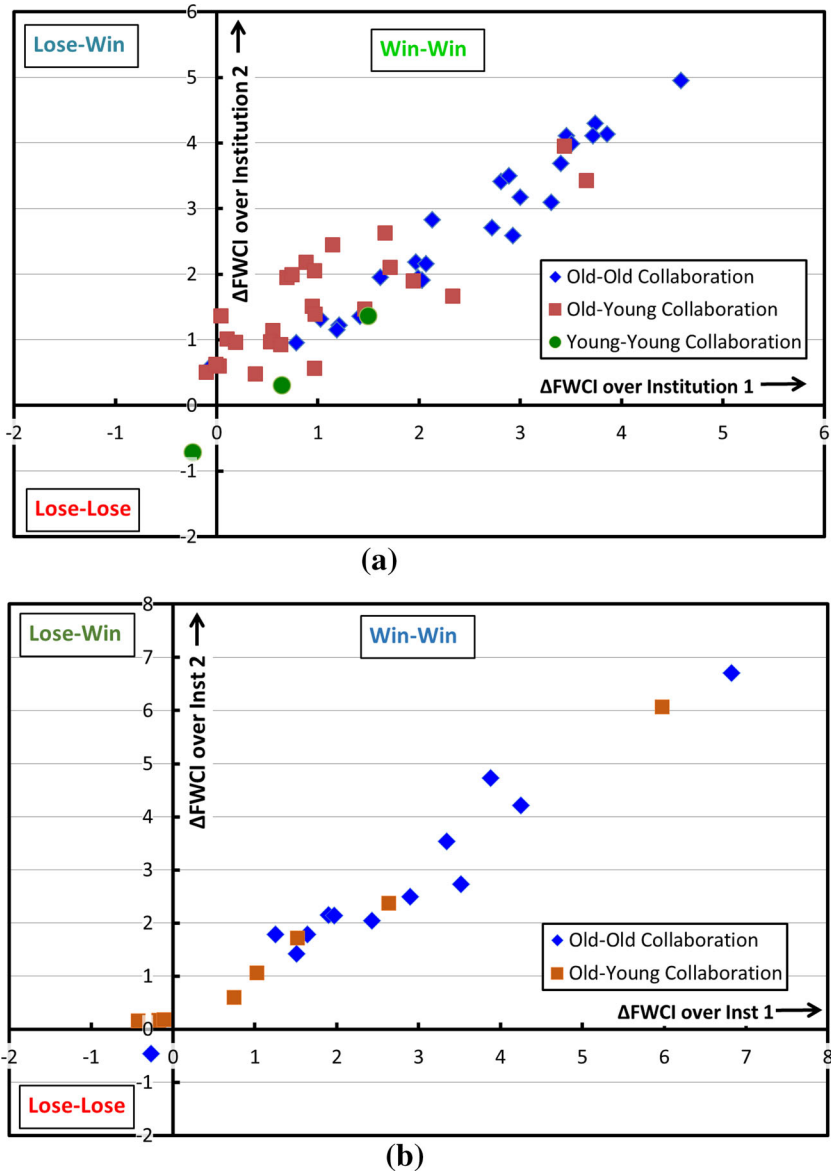 6
Lose-Win
Win-Win
ΔFWCI over Institution 2
5
4
3
2
1
0
-1
-2
Old-Old Collaboration
Old-Young Collaboration
Young-Young Collaboration
ΔFWCI over Institution 1
-2 -1 0 1 2 3 4 5 6
Lose-Lose
(a)
8
Lose-Win
Win-Win
ΔFWCI over Inst 2
7
6
5
4
3
2
1
0
-1
-2
Old-Old Collaboration
Old-Young Collaboration
ΔFWCI over Inst 1
-2 -1 0 1 2 3 4 5 6 7 8
Lose-Lose
(b)